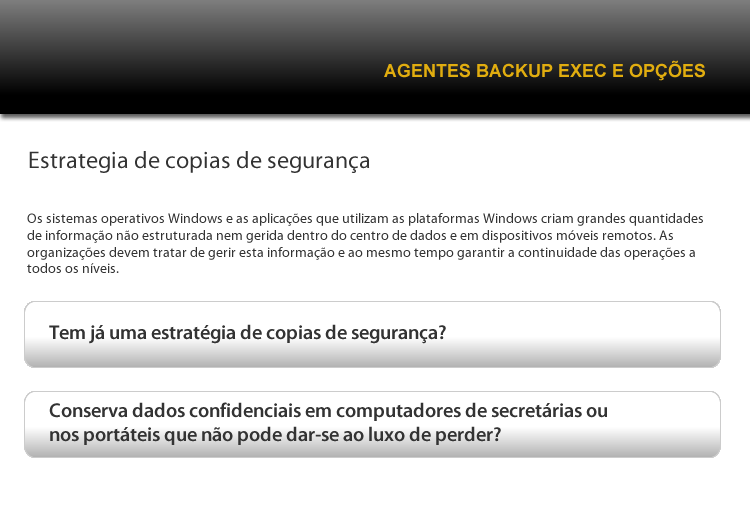 AGENTES BACKUP EXEC E OPÇÕES
Estrategia de copias de segurança
Os sistemas operativos Windows e as aplicações que utilizam as plataformas Windows criam grandes quantidades
de informação não estruturada nem gerida dentro do centro de dados e em dispositivos móveis remotos. As
organizações devem tratar de gerir esta informação e ao mesmo tempo garantir a continuidade das operações a
todos os níveis.
Tem já uma estratégia de copias de segurança?
Conserva dados confidenciais em computadores de secretárias ou
nos portáteis que não pode dar-se ao luxo de perder?